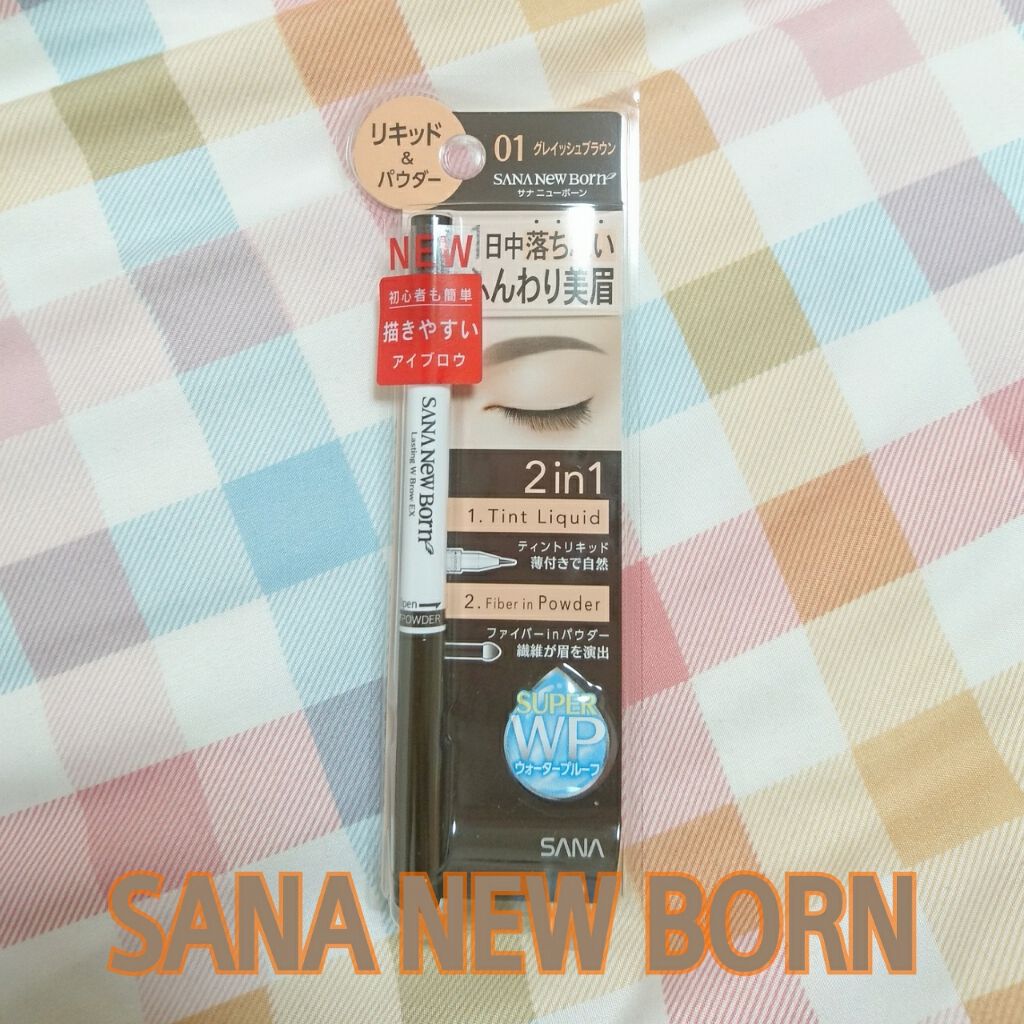 リキッド
&
パウダー
01 グレイッシュブラウン
SANA NEW BORN
サナ ニューボーン
1日中落ち
い
ふんわり美眉
NEW
初心者も簡単
描きやすい
アイブロウ
SANA NEW BORN
Lasting W Brow EX
2in1
1. Tint Liquid
ティントリキッド
薄付きで自然
2. Fiber in Powder
ファイバーinパウダー
繊維が眉を演出
POWDER
SUPER
WP
ウォータープルーフ
SANA
SANA NEW BORN